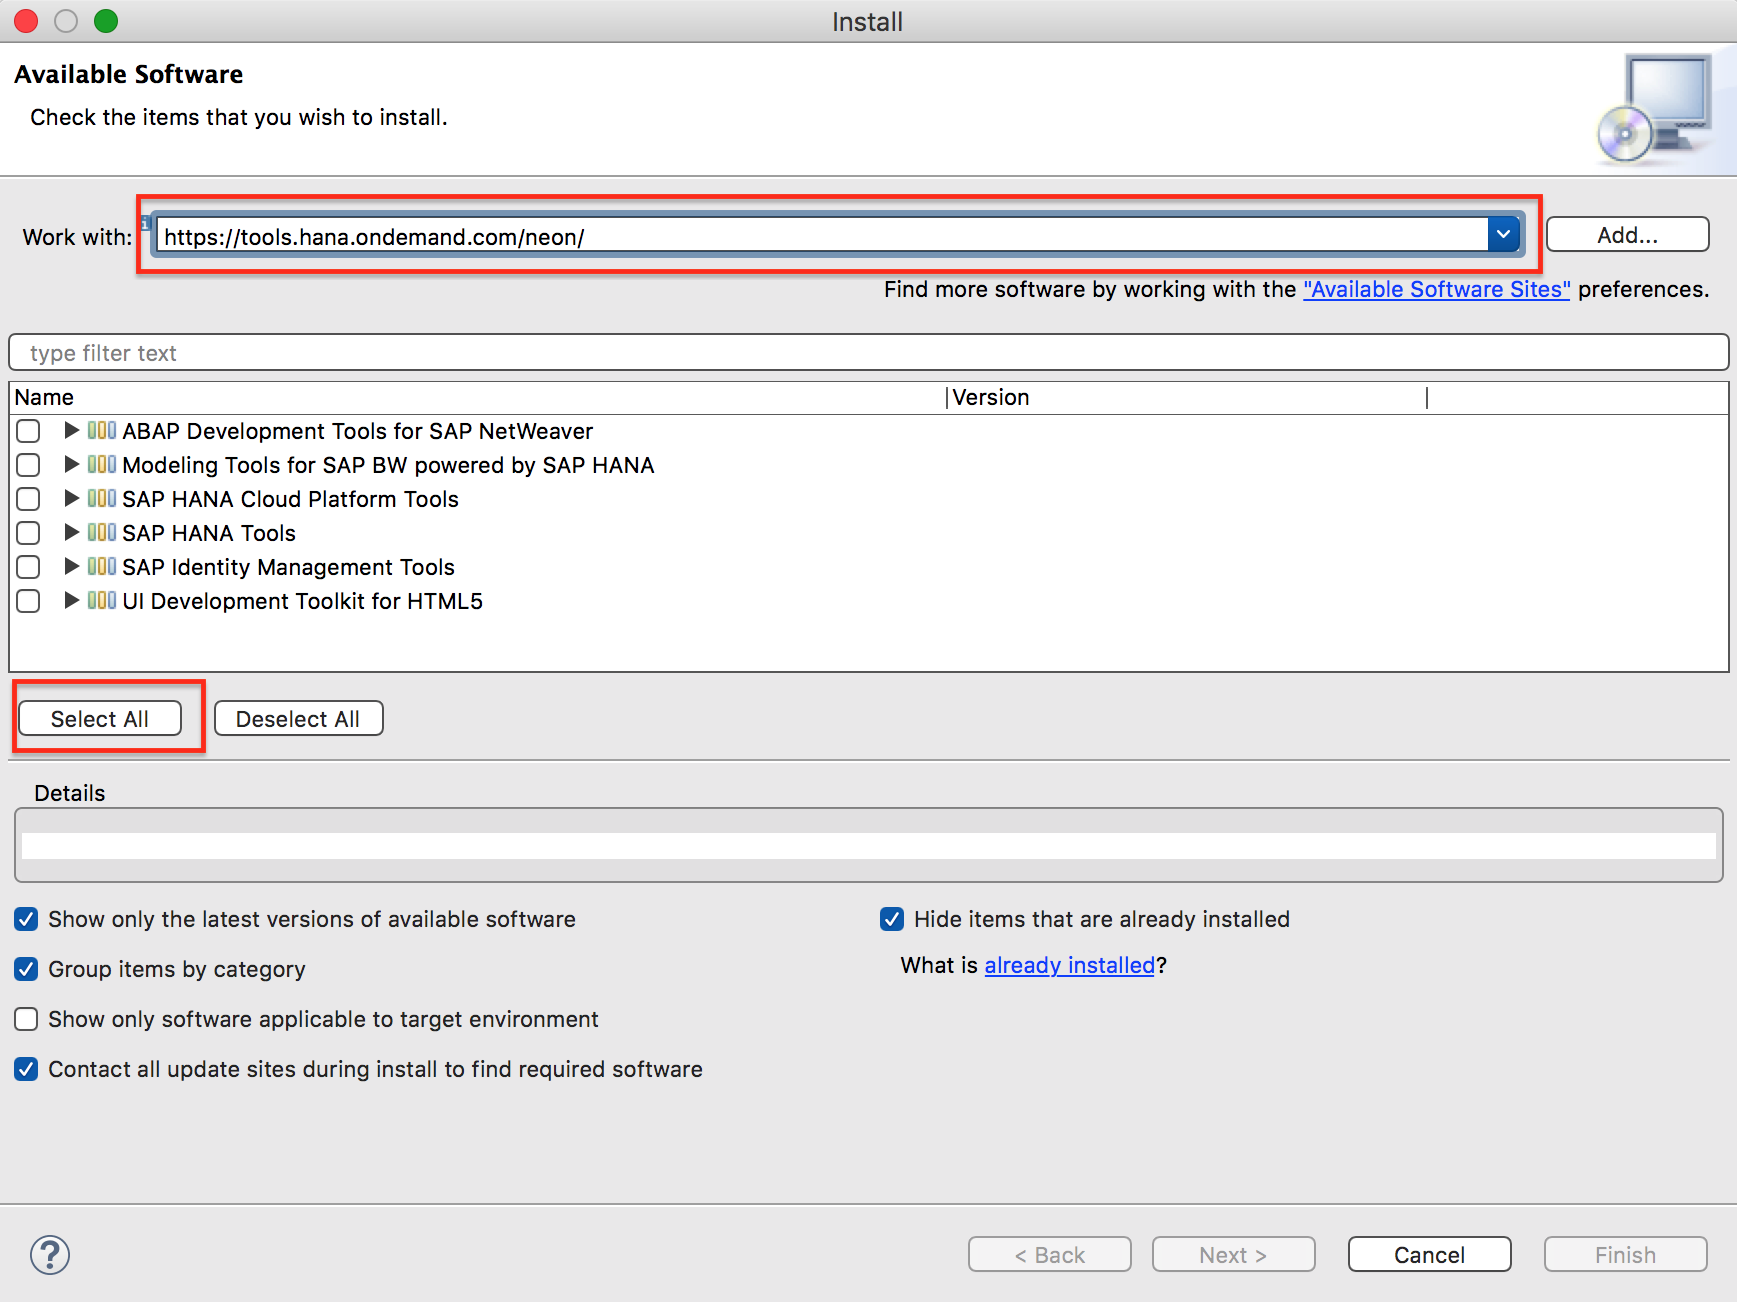 Install
Available Software
Check the items that you wish to install.
Work with: https://tools.hana.ondemand.com/neon/ Add...
Find more software by working with the "Available Software Sites" preferences.
type filter text
Name Version
ABAP Development Tools for SAP NetWeaver
Modeling Tools for SAP BW powered by SAP HANA
SAP HANA Cloud Platform Tools
SAP HANA Tools
SAP Identity Management Tools
UI Development Toolkit for HTML5
Select All Deselect All
Details
Show only the latest versions of available software Hide items that are already installed
Group items by category What is already installed?
Show only software applicable to target environment
Contact all update sites during install to find required software
? < Back Next > Cancel Finish